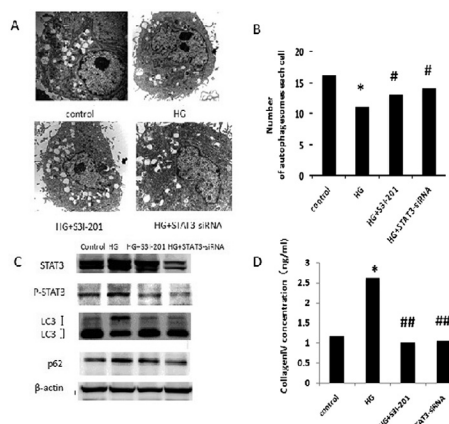 A
control
HG
HG+S3I-201
HG+STAT3 siRNA
B
Number
of autophagesomes each cell
20
15
10
5
0
*
#
#
control
HG
HG+S3I-201
HG+STAT3-siRNA
C
Control HG HG+S3I-201 HG+STAT3-siRNA
STAT3
P-STAT3
LC3 I
LC3 II
p62
β-actin
D
CollagenIV concentration (ng/ml)
3
2.5
2
1.5
1
0.5
0
*
##
##
control
HG
HG+S3I-201
STAT3-siRNA